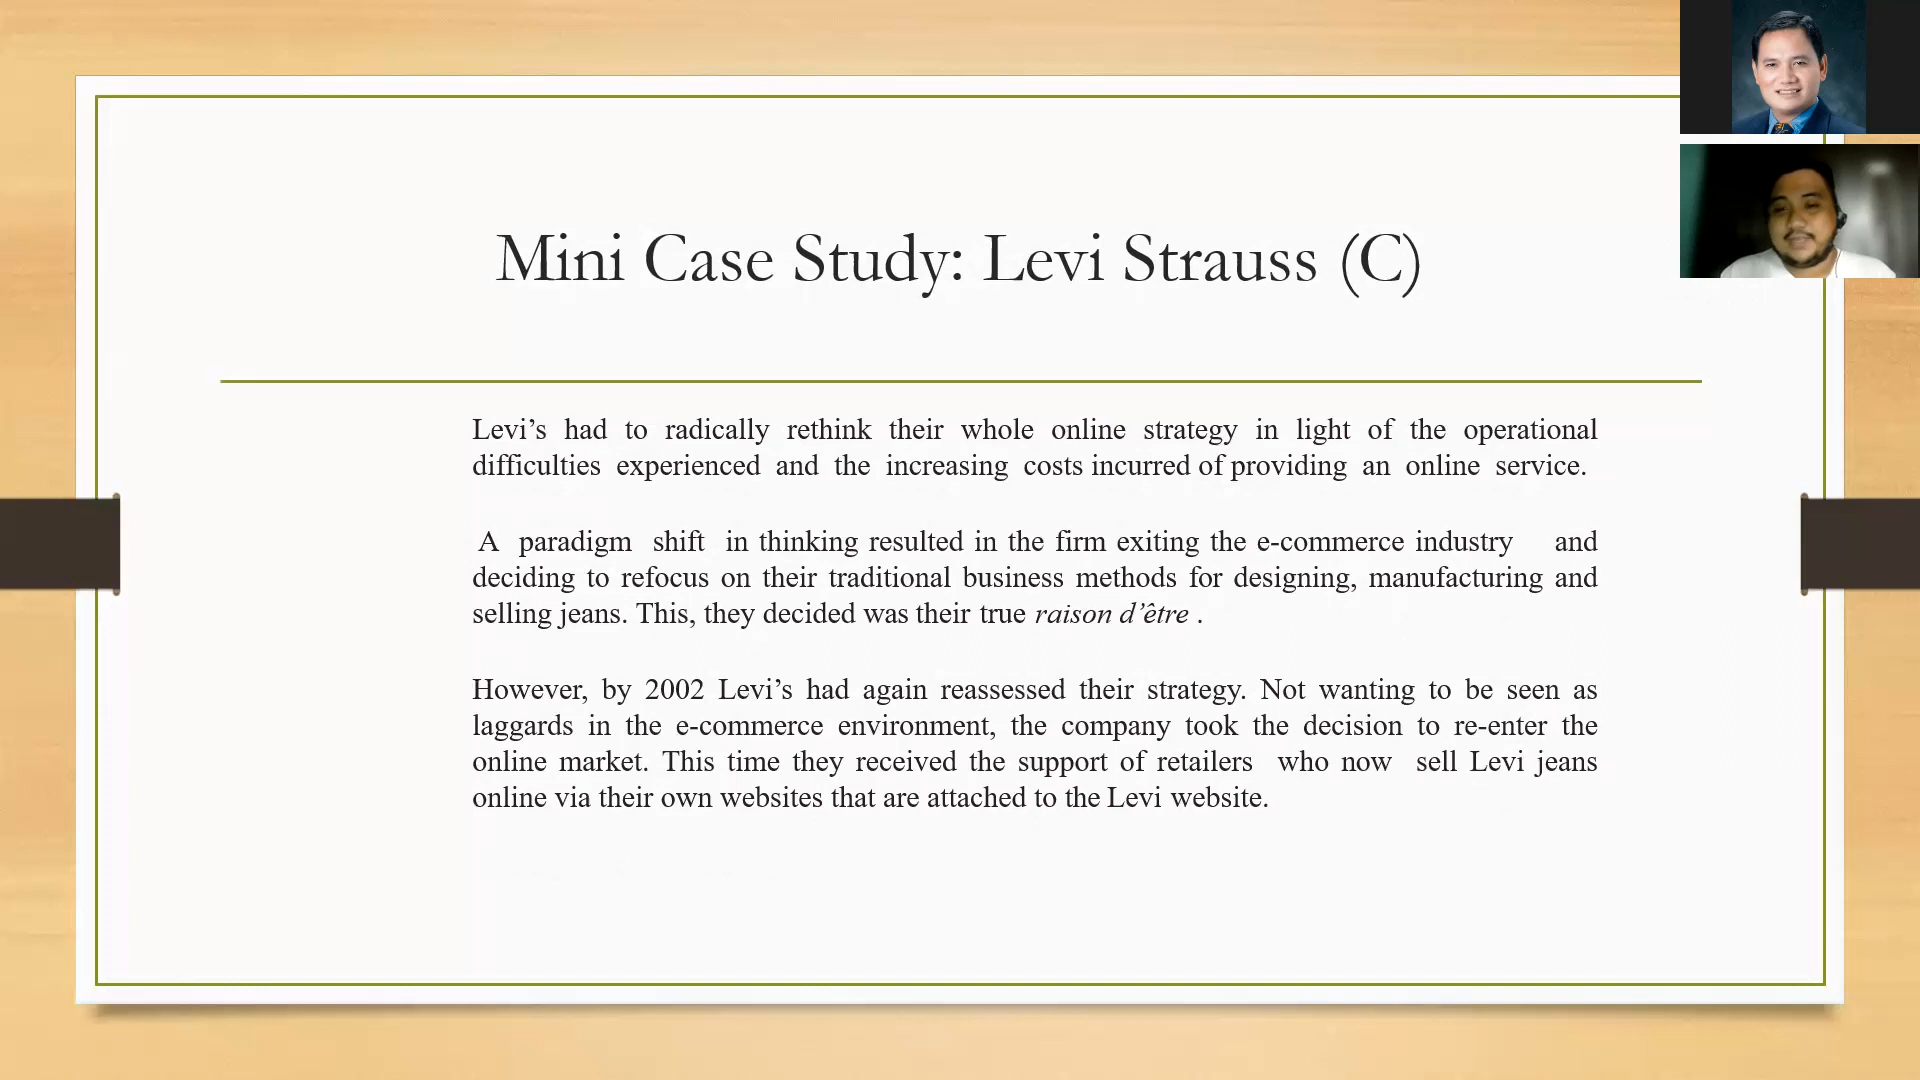 Mini Case Study: Levi Strauss (C)
Levi’s had to radically rethink their whole online strategy in light of the operational
difficulties experienced and the increasing costs incurred of providing an online service.
A paradigm shift in thinking resulted in the firm exiting the e-commerce industry and
deciding to refocus on their traditional business methods for designing, manufacturing and
selling jeans. This, they decided was their true raison d’être .
However, by 2002 Levi’s had again reassessed their strategy. Not wanting to be seen as
laggards in the e-commerce environment, the company took the decision to re-enter the
online market. This time they received the support of retailers who now sell Levi jeans
online via their own websites that are attached to the Levi website.